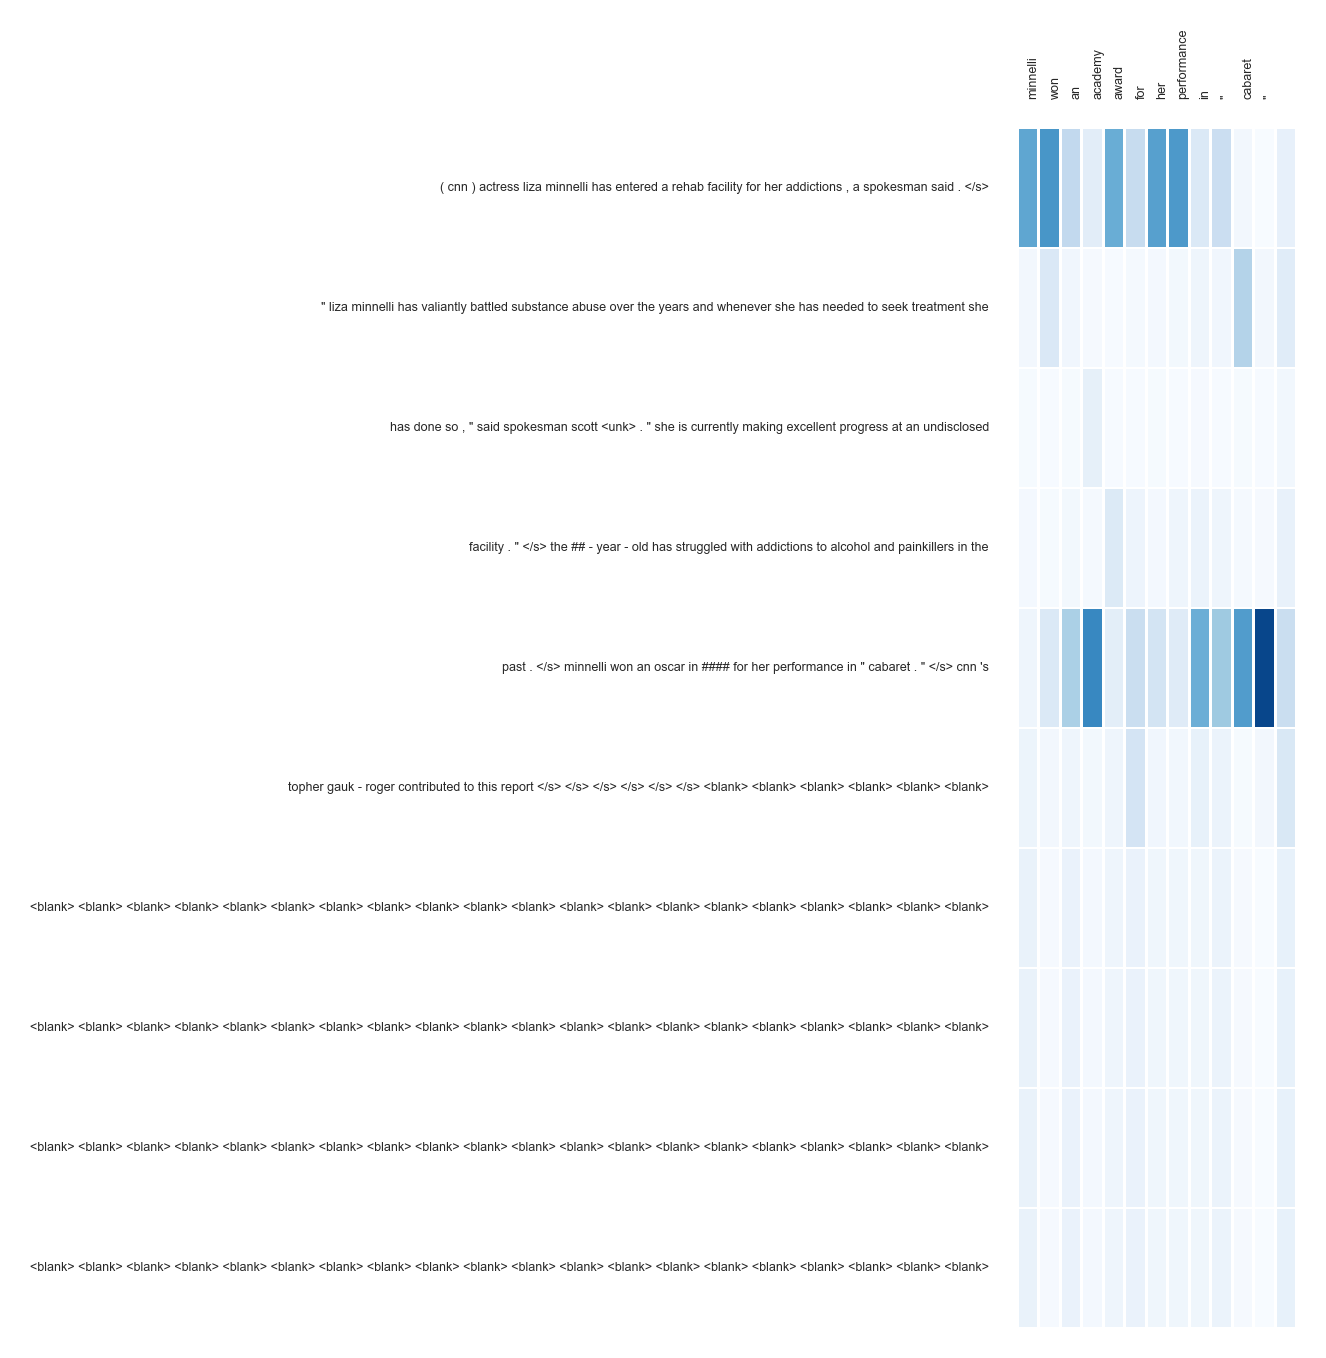 minnelli
won
an
academy
award
for
her
performance
in
"
cabaret
"
( cnn ) actress liza minnelli has entered a rehab facility for her addictions , a spokesman said . </s>
" liza minnelli has valiantly battled substance abuse over the years and whenever she has needed to seek treatment she
has done so , " said spokesman scott <unk> . " she is currently making excellent progress at an undisclosed
facility . " </s> the ## - year - old has struggled with addictions to alcohol and painkillers in the
past . </s> minnelli won an oscar in #### for her performance in " cabaret . " </s> cnn 's
topher gauk - roger contributed to this report </s> </s> </s> </s> </s> </s> <blank> <blank> <blank> <blank> <blank> <blank>
<blank> <blank> <blank> <blank> <blank> <blank> <blank> <blank> <blank> <blank> <blank> <blank> <blank> <blank> <blank> <blank> <blank> <blank> <blank> <blank>
<blank> <blank> <blank> <blank> <blank> <blank> <blank> <blank> <blank> <blank> <blank> <blank> <blank> <blank> <blank> <blank> <blank> <blank> <blank> <blank>
<blank> <blank> <blank> <blank> <blank> <blank> <blank> <blank> <blank> <blank> <blank> <blank> <blank> <blank> <blank> <blank> <blank> <blank> <blank> <blank>
<blank> <blank> <blank> <blank> <blank> <blank> <blank> <blank> <blank> <blank> <blank> <blank> <blank> <blank> <blank> <blank> <blank> <blank> <blank> <blank>